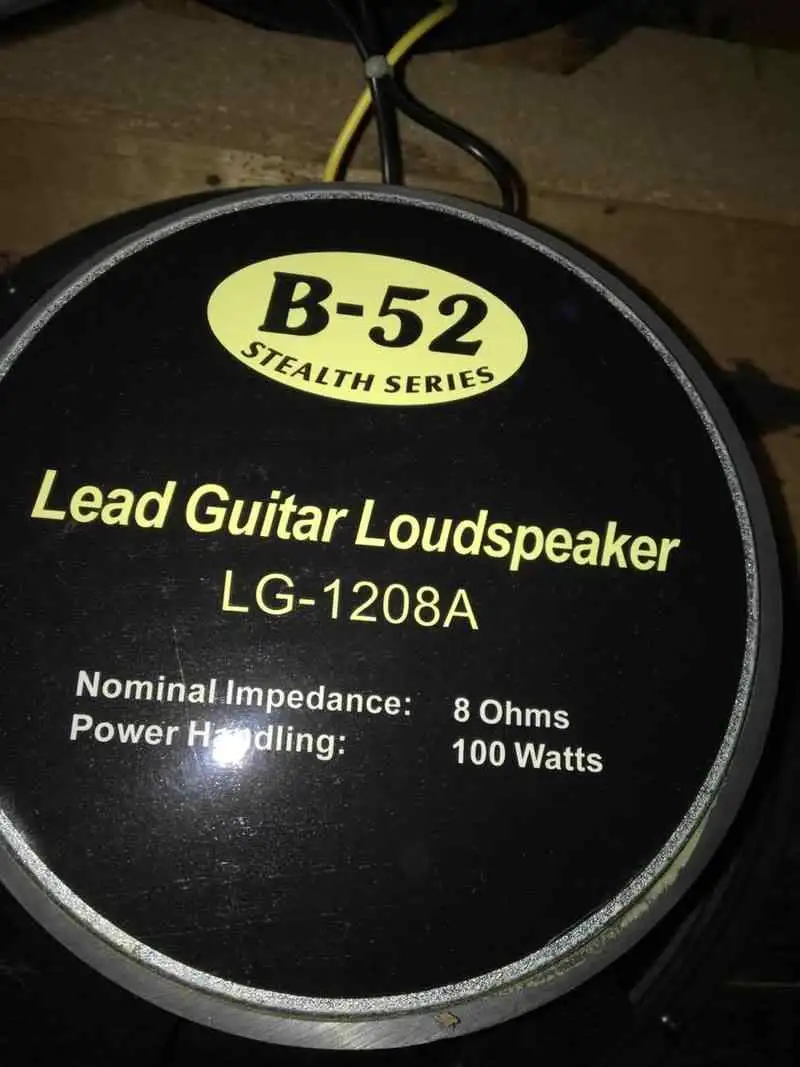 B-52
STEALTH SERIES
Lead Guitar Loudspeaker
LG-1208A
Nominal Impedance: 8 Ohms
Power Handling: 100 Watts